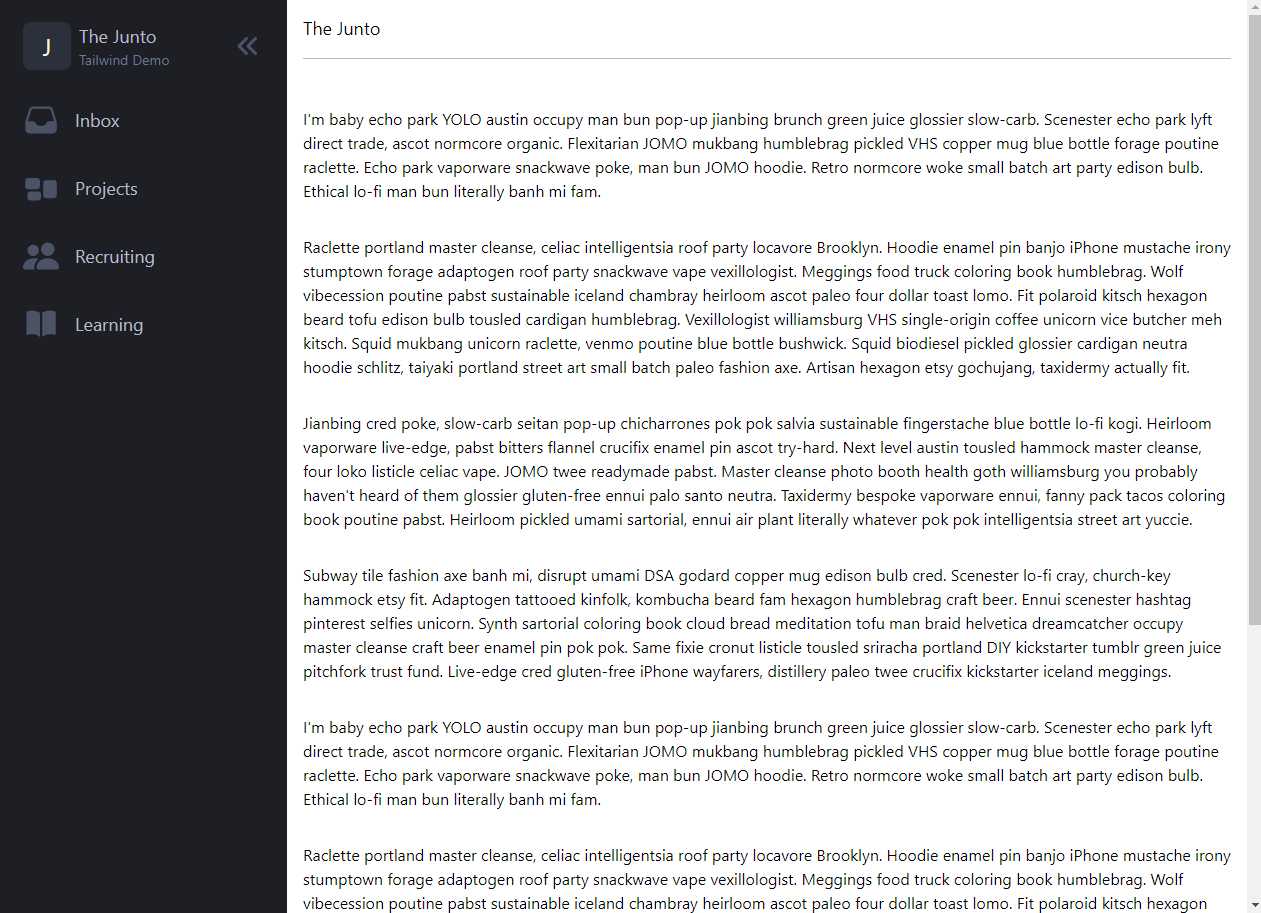 J
The Junto
Tailwind Demo
Inbox
Projects
Recruiting
Learning
The Junto
I'm baby echo park YOLO austin occupy man bun pop-up jianbing brunch green juice glossier slow-carb. Scenester echo park lyft
direct trade, ascot normcore organic. Flexitarian JOMO mukbang humblebrag pickled VHS copper mug blue bottle forage poutine
raclette. Echo park vaporware snackwave poke, man bun JOMO hoodie. Retro normcore woke small batch art party edison bulb.
Ethical lo-fi man bun literally banh mi fam.
Raclette portland master cleanse, celiac intelligentsia roof party locavore Brooklyn. Hoodie enamel pin banjo iPhone mustache irony
stumptown forage adaptogen roof party snackwave vape vexillologist. Meggings food truck coloring book humblebrag. Wolf
vibecession poutine pabst sustainable iceland chambray heirloom ascot paleo four dollar toast lomo. Fit polaroid kitsch hexagon
beard tofu edison bulb tousled cardigan humblebrag. Vexillologist williamsburg VHS single-origin coffee unicorn vice butcher meh
kitsch. Squid mukbang unicorn raclette, venmo poutine blue bottle bushwick. Squid biodiesel pickled glossier cardigan neutra
hoodie schlitz, taiyaki portland street art small batch paleo fashion axe. Artisan hexagon etsy gochujang, taxidermy actually fit.
Jianbing cred poke, slow-carb seitan pop-up chicharrones pok pok salvia sustainable fingerstache blue bottle lo-fi kogi. Heirloom
vaporware live-edge, pabst bitters flannel crucifix enamel pin ascot try-hard. Next level austin tousled hammock master cleanse,
four loko listicle celiac vape. JOMO twee readymade pabst. Master cleanse photo booth health goth williamsburg you probably
haven't heard of them glossier gluten-free ennui palo santo neutra. Taxidermy bespoke vaporware ennui, fanny pack tacos coloring
book poutine pabst. Heirloom pickled umami sartorial, ennui air plant literally whatever pok pok intelligentsia street art yuccie.
Subway tile fashion axe banh mi, disrupt umami DSA godard copper mug edison bulb cred. Scenester lo-fi cray, church-key
hammock etsy fit. Adaptogen tattooed kinfolk, kombucha beard fam hexagon humblebrag craft beer. Ennui scenester hashtag
pinterest selfies unicorn. Synth sartorial coloring book cloud bread meditation tofu man braid helvetica dreamcatcher occupy
master cleanse craft beer enamel pin pok pok. Same fixie cronut listicle tousled sriracha portland DIY kickstarter tumblr green juice
pitchfork trust fund. Live-edge cred gluten-free iPhone wayfarers, distillery paleo twee crucifix kickstarter iceland meggings.
I'm baby echo park YOLO austin occupy man bun pop-up jianbing brunch green juice glossier slow-carb. Scenester echo park lyft
direct trade, ascot normcore organic. Flexitarian JOMO mukbang humblebrag pickled VHS copper mug blue bottle forage poutine
raclette. Echo park vaporware snackwave poke, man bun JOMO hoodie. Retro normcore woke small batch art party edison bulb.
Ethical lo-fi man bun literally banh mi fam.
Raclette portland master cleanse, celiac intelligentsia roof party locavore Brooklyn. Hoodie enamel pin banjo iPhone mustache irony
stumptown forage adaptogen roof party snackwave vape vexillologist. Meggings food truck coloring book humblebrag. Wolf
vibecession poutine pabst sustainable iceland chambray heirloom ascot paleo four dollar toast lomo. Fit polaroid kitsch hexagon